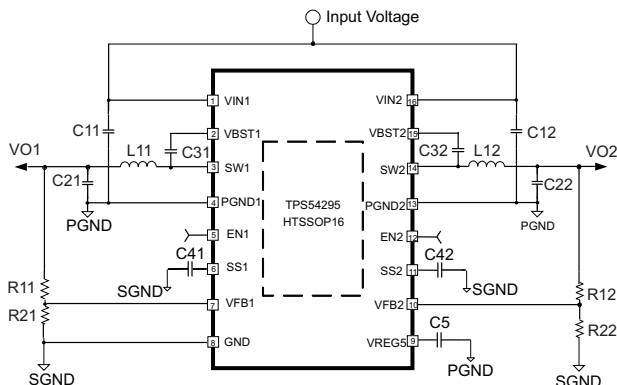 Input Voltage
1 VIN1 VIN2 16
C11 2 VBST1 VBST2 15 C12
VO1 L11 C31 C32 L12 VO2
3 SW1 SW2 14
C21 C22
4 PGND1 TPS54295 PGND2 13
PGND HTSSOP16 PGND
5 EN1 EN2 12
C41 C42
6 SS1 SS2 11
R11 SGND SGND R12
7 VFB1 VFB2 10
R21 C5 R22
8 GND VREG5 9
SGND PGND SGND